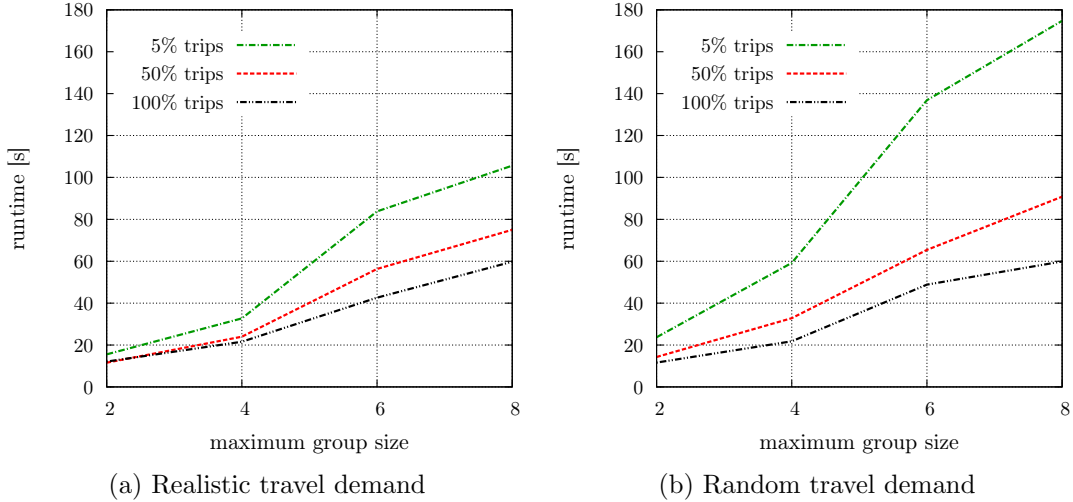 180
160
140
120
100
80
60
40
20
0
runtime [s]
5% trips
50% trips
100% trips
2 4 6 8
maximum group size
(a) Realistic travel demand
180
160
140
120
100
80
60
40
20
0
runtime [s]
5% trips
50% trips
100% trips
2 4 6 8
maximum group size
(b) Random travel demand